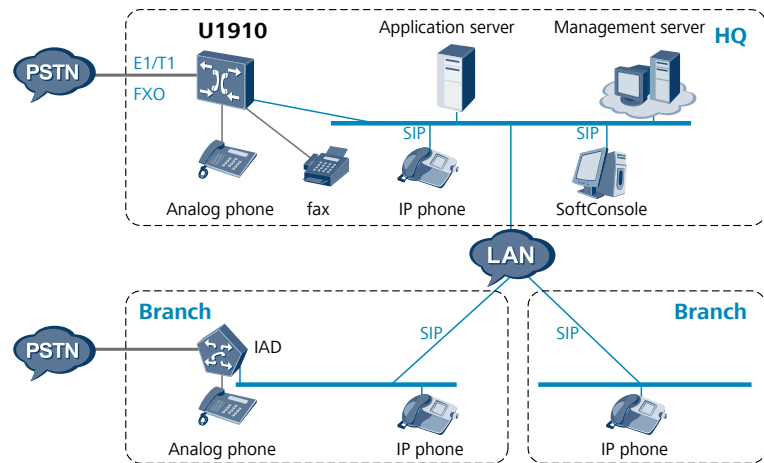 U1910
Application server
Management server
HQ
PSTN
E1/T1
FXO
SIP
SIP
Analog phone
fax
IP phone
SoftConsole
LAN
Branch
Branch
SIP
SIP
PSTN
IAD
Analog phone
IP phone
IP phone